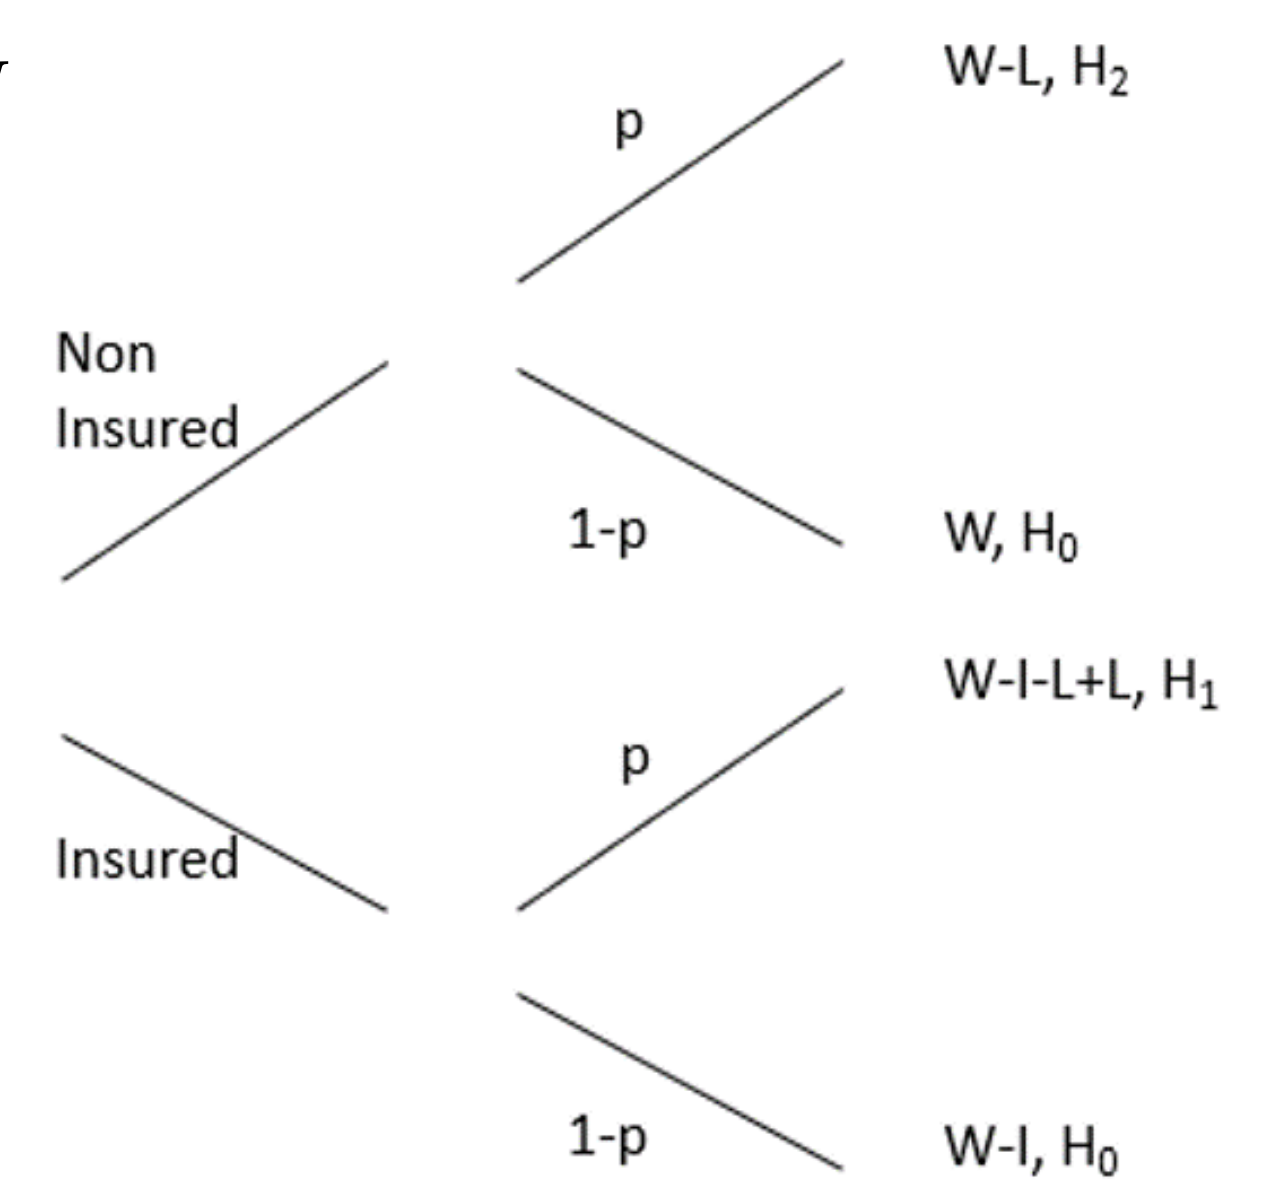 W-L, H₂
p
Non
Insured
1-p
W, H₀
W-I-L+L, H₁
p
Insured
1-p
W-I, H₀